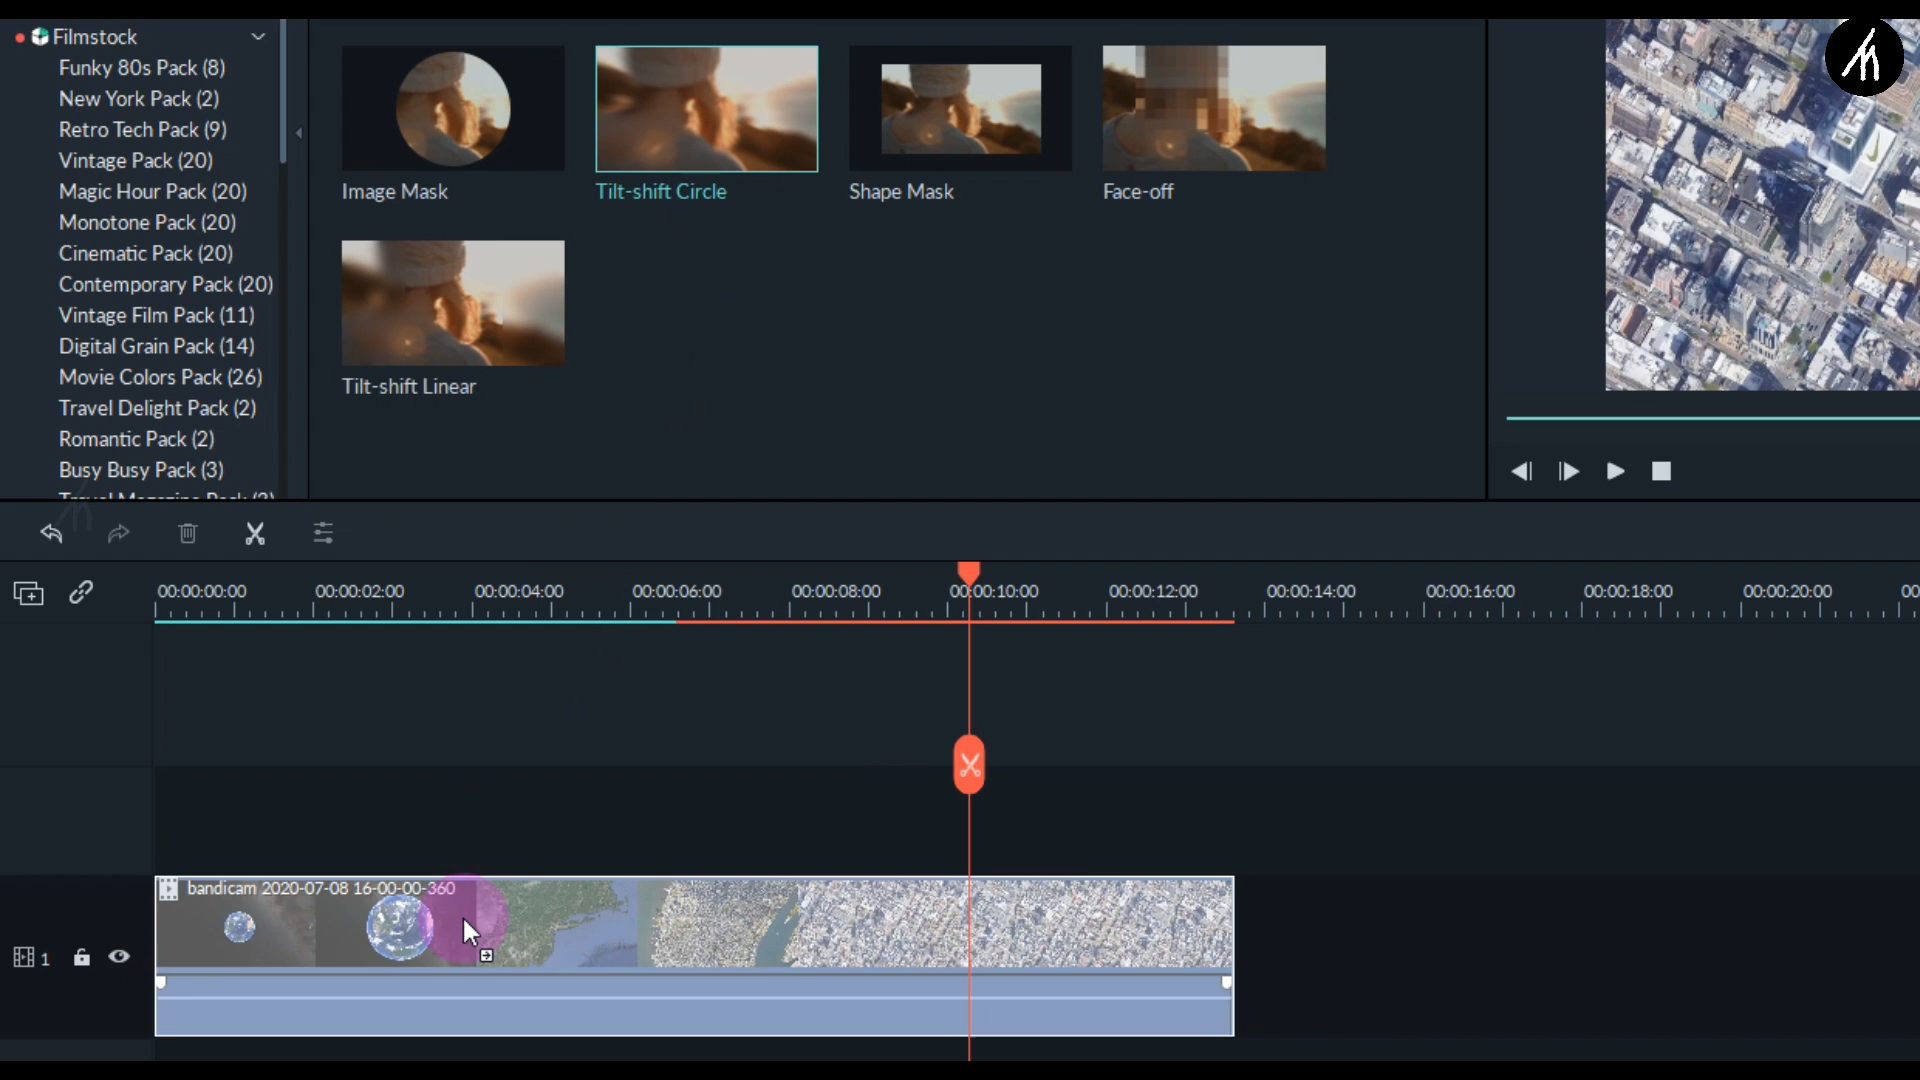 Filmstock
Funky 80s Pack (8)
New York Pack (2)
Retro Tech Pack (9)
Vintage Pack (20)
Magic Hour Pack (20)
Monotone Pack (20)
Cinematic Pack (20)
Contemporary Pack (20)
Vintage Film Pack (11)
Digital Grain Pack (14)
Movie Colors Pack (26)
Travel Delight Pack (2)
Romantic Pack (2)
Busy Busy Pack (3)
Image Mask
Tilt-shift Circle
Shape Mask
Face-off
Tilt-shift Linear
00:00:00:00 00:00:02:00 00:00:04:00 00:00:06:00 00:00:08:00 00:00:10:00 00:00:12:00 00:00:14:00 00:00:16:00 00:00:18:00 00:00:20:00 00
bandicam 2020-07-08 16-00-00-360
1